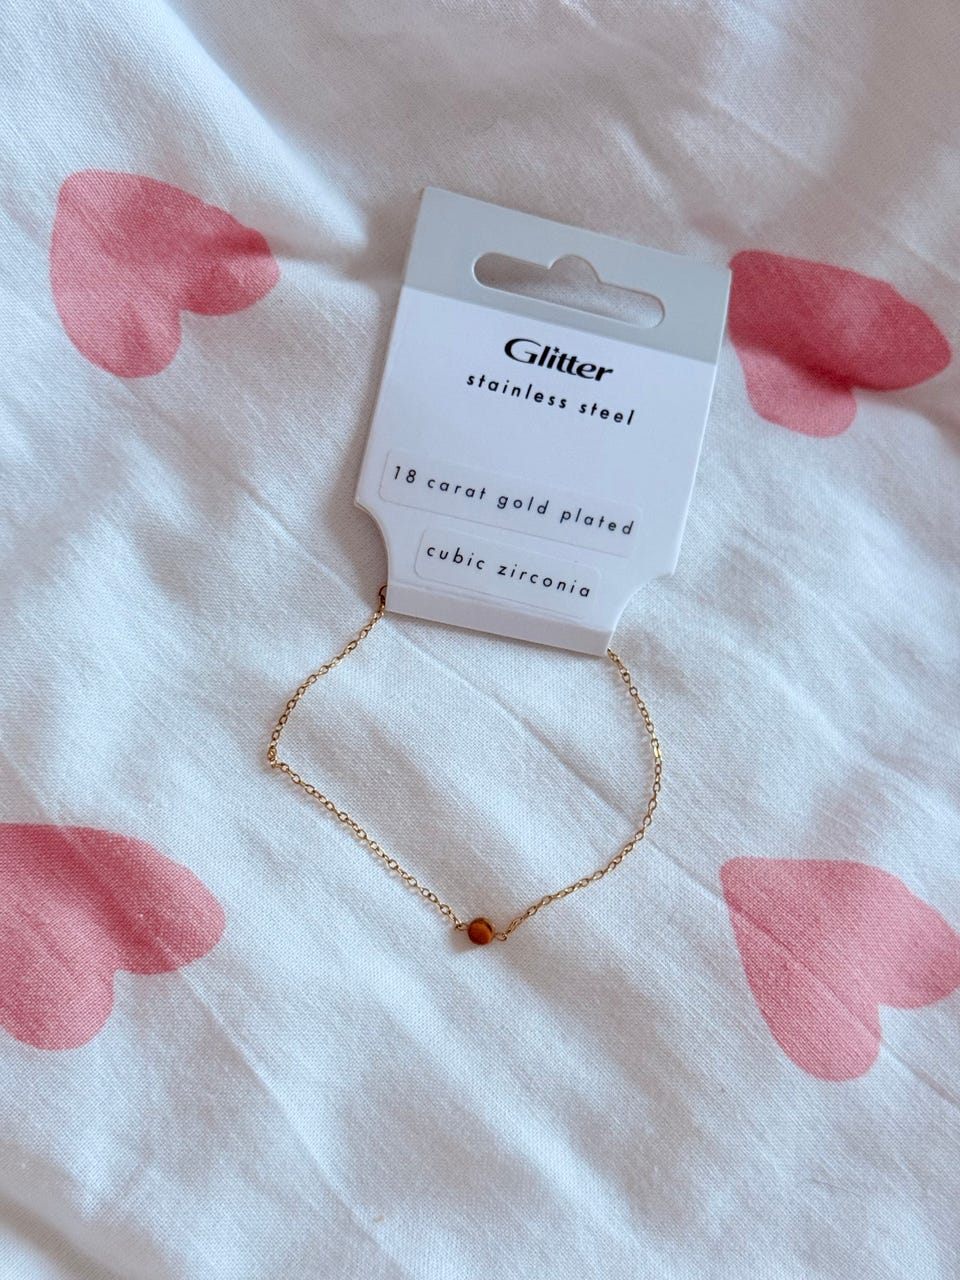 Glitter
stainless steel
18 carat gold plated
cubic zirconia